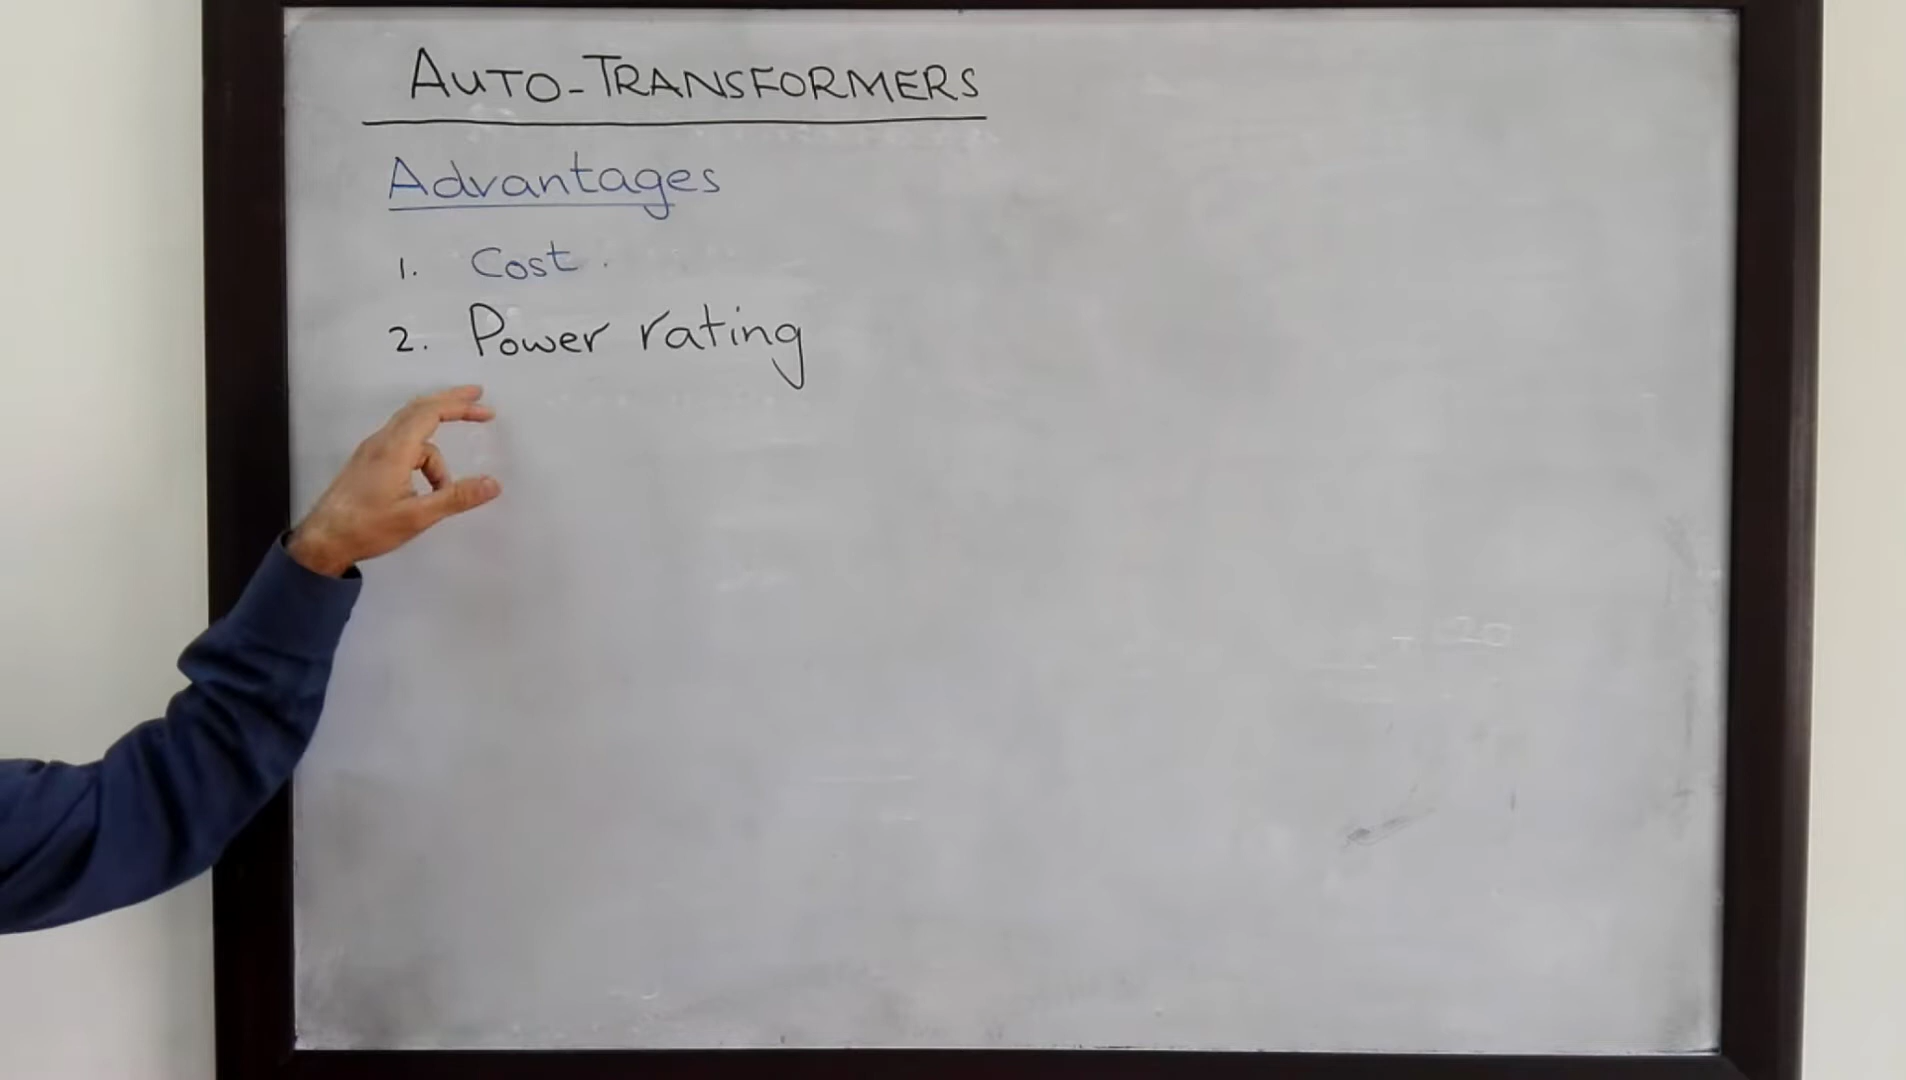 AUTO-TRANSFORMERS
Advantages
1. Cost.
2. Power rating